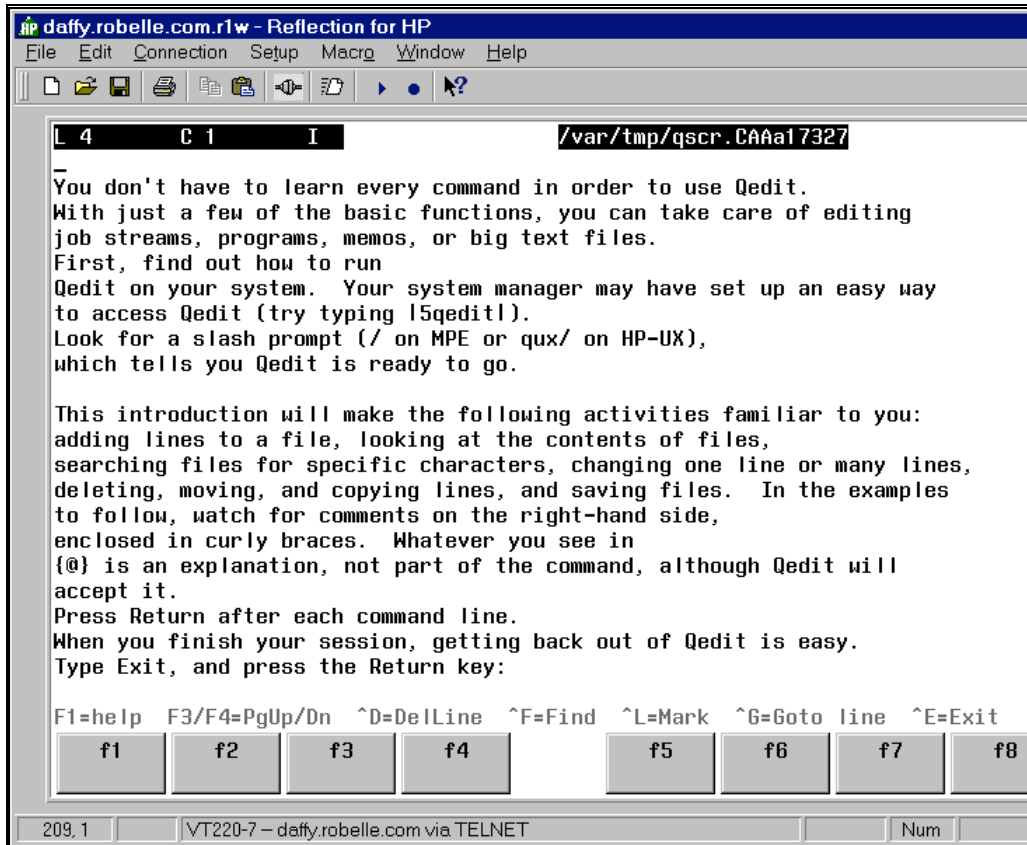 daffy.robelle.com.r1w - Reflection for HP
File Edit Connection Setup Macro Window Help
L 4 C 1 I /var/tmp/qscr.CAAa17327
You don't have to learn every command in order to use Qedit.
With just a few of the basic functions, you can take care of editing
job streams, programs, memos, or big text files.
First, find out how to run
Qedit on your system.  Your system manager may have set up an easy way
to access Qedit (try typing |5qedit|).
Look for a slash prompt (/ on MPE or qux/ on HP-UX),
which tells you Qedit is ready to go.
This introduction will make the following activities familiar to you:
adding lines to a file, looking at the contents of files,
searching files for specific characters, changing one line or many lines,
deleting, moving, and copying lines, and saving files.  In the examples
to follow, watch for comments on the right-hand side,
enclosed in curly braces.  Whatever you see in
{@} is an explanation, not part of the command, although Qedit will
accept it.
Press Return after each command line.
When you finish your session, getting back out of Qedit is easy.
Type Exit, and press the Return key:
F1=help F3/F4=PgUp/Dn ^D=DelLine ^F=Find ^L=Mark ^G=Goto line ^E=Exit
f1 f2 f3 f4 f5 f6 f7 f8
209, 1 VT220-7 -- daffy.robelle.com via TELNET Num